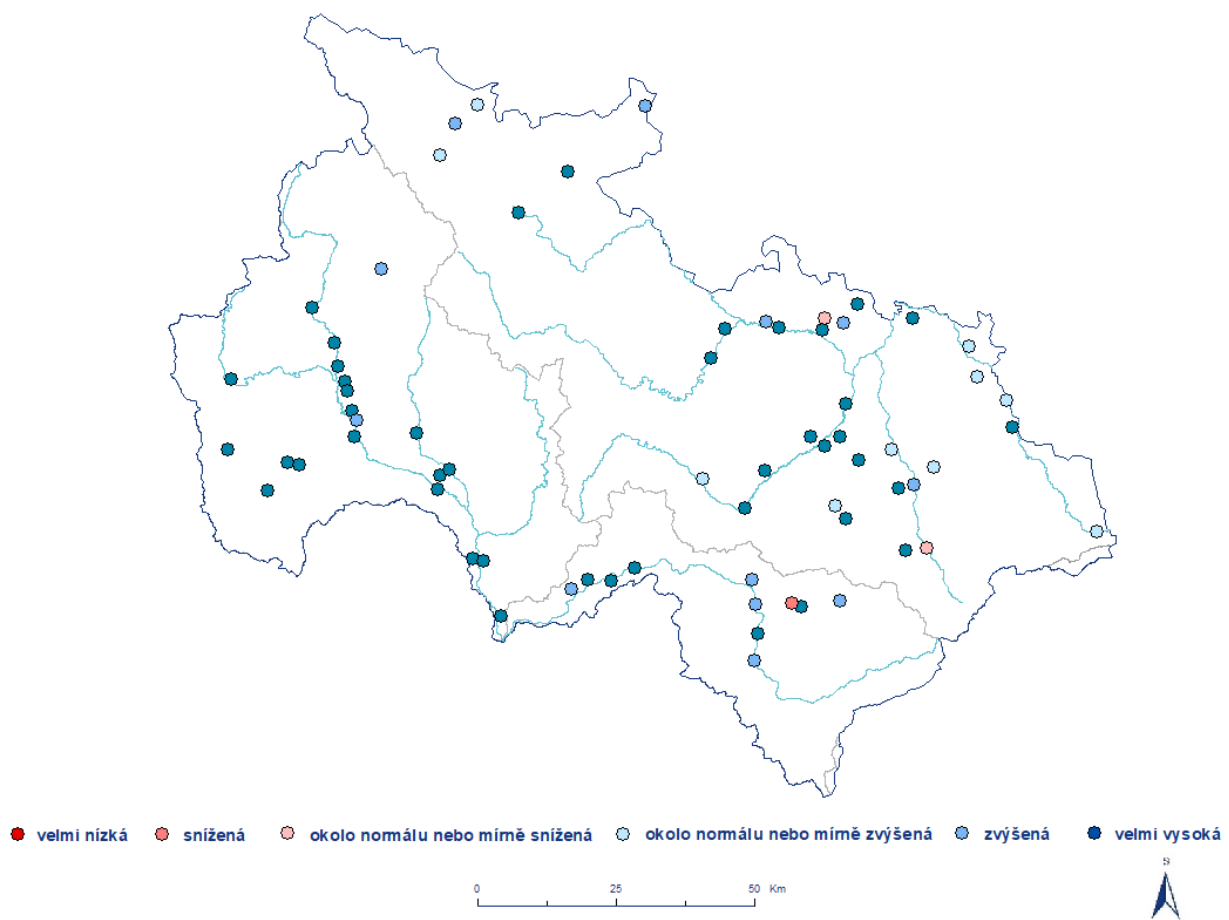 velmi nízká snížená okolo normálu nebo mírně snížená okolo normálu nebo mírně zvýšená zvýšená velmi vysoká
S
0 25 50 Km